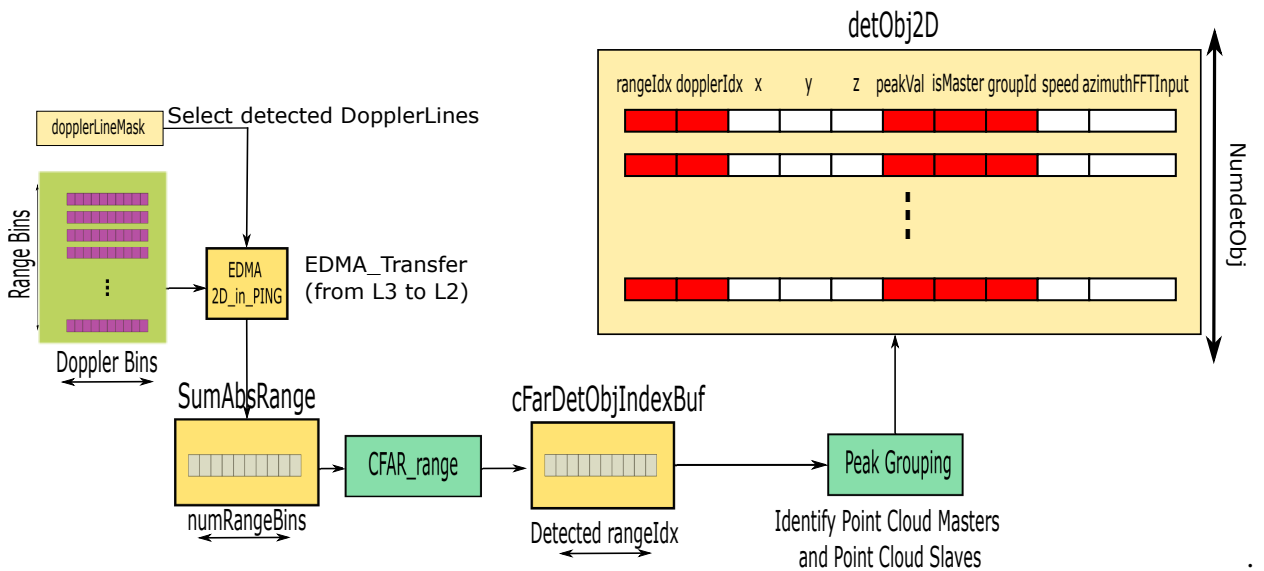 detObj2D
rangeIdx dopplerIdx x y z peakVal isMaster groupId speed azimuthFFTInput
NumdetObj
Select detected DopplerLines
dopplerLineMask
Range Bins
Doppler Bins
EDMA
2D_in_PING
EDMA_Transfer
(from L3 to L2)
SumAbsRange
numRangeBins
CFAR_range
cFarDetObjIndexBuf
Detected rangeIdx
Peak Grouping
Identify Point Cloud Masters
and Point Cloud Slaves
.